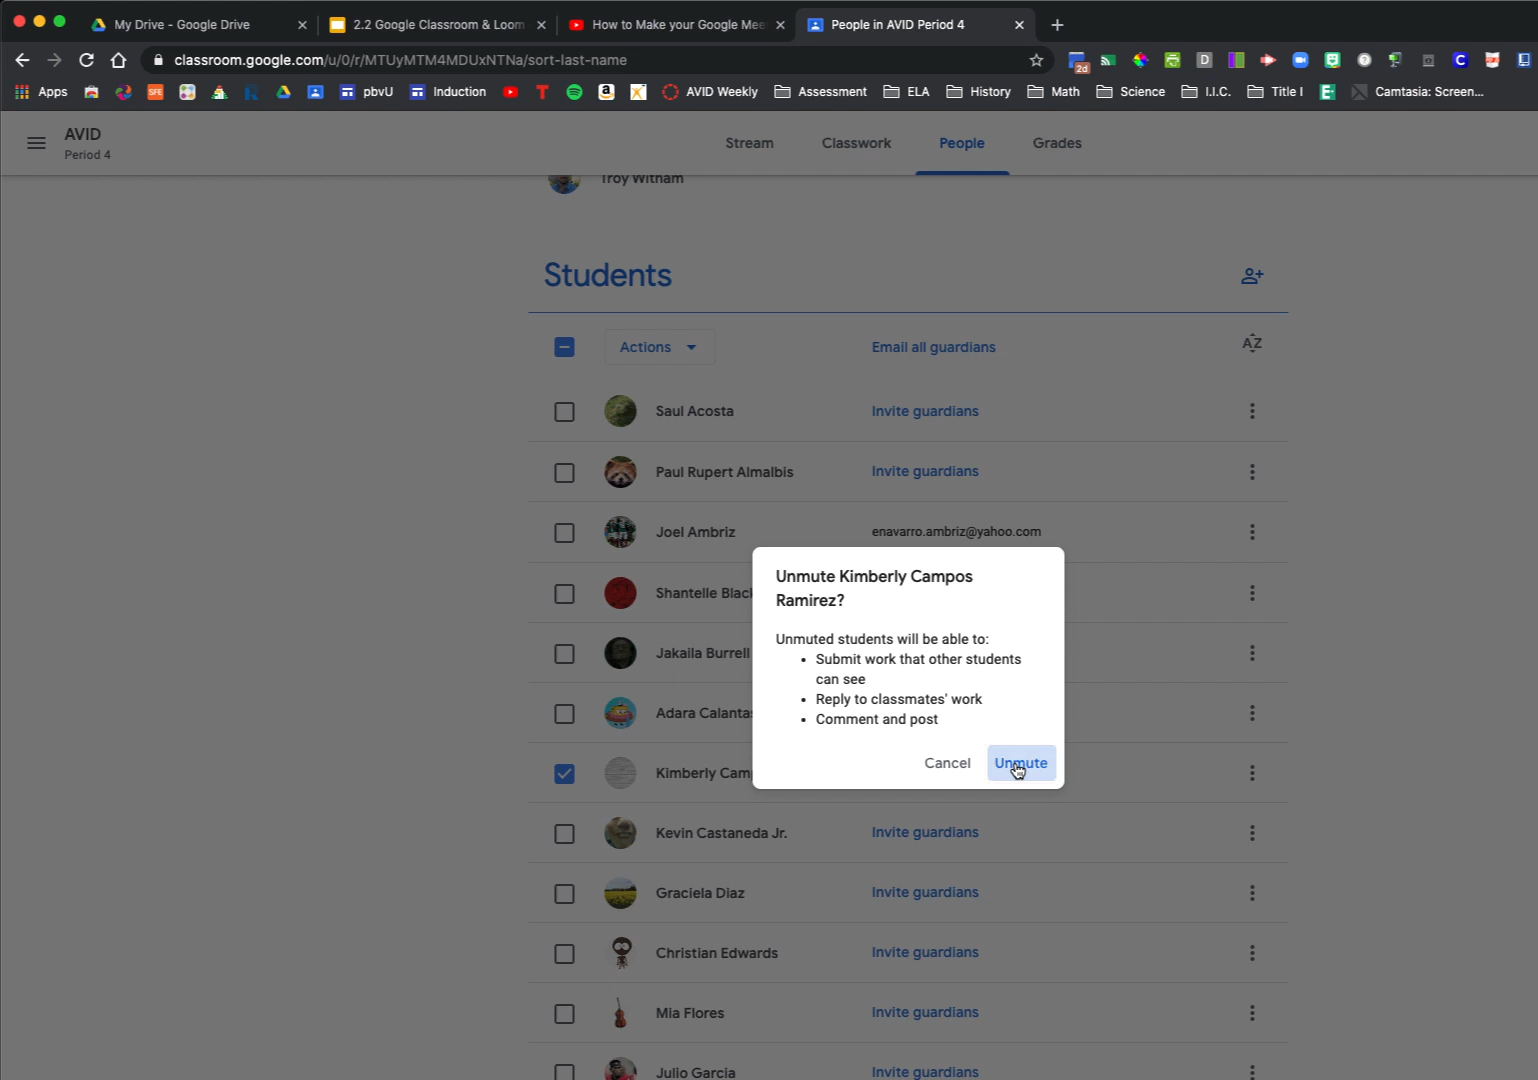 My Drive - Google Drive
2.2 Google Classroom & Loom
How to Make your Google Mee
People in AVID Period 4
classroom.google.com/u/0/r/MTUyMTM4MDUxNTNa/sort-last-name
2d
D
C
Apps
SFE
pbvU
Induction
AVID Weekly
Assessment
ELA
History
Math
Science
I.I.C.
Title I
Camtasia: Screen...
AVID
Period 4
Stream
Classwork
People
Grades
Troy Witham
Students
Actions
Email all guardians
AZ
Saul Acosta
Invite guardians
Paul Rupert Almalbis
Invite guardians
Joel Ambriz
enavarro.ambriz@yahoo.com
Shantelle Blac
Jakaila Burrell
Adara Calanta
Kimberly Cam
Unmute Kimberly Campos
Ramirez?
Unmuted students will be able to:
• Submit work that other students
can see
• Reply to classmates' work
• Comment and post
Cancel
Unmute
Kevin Castaneda Jr.
Invite guardians
Graciela Diaz
Invite guardians
Christian Edwards
Invite guardians
Mia Flores
Invite guardians
Julio Garcia
Invite guardians